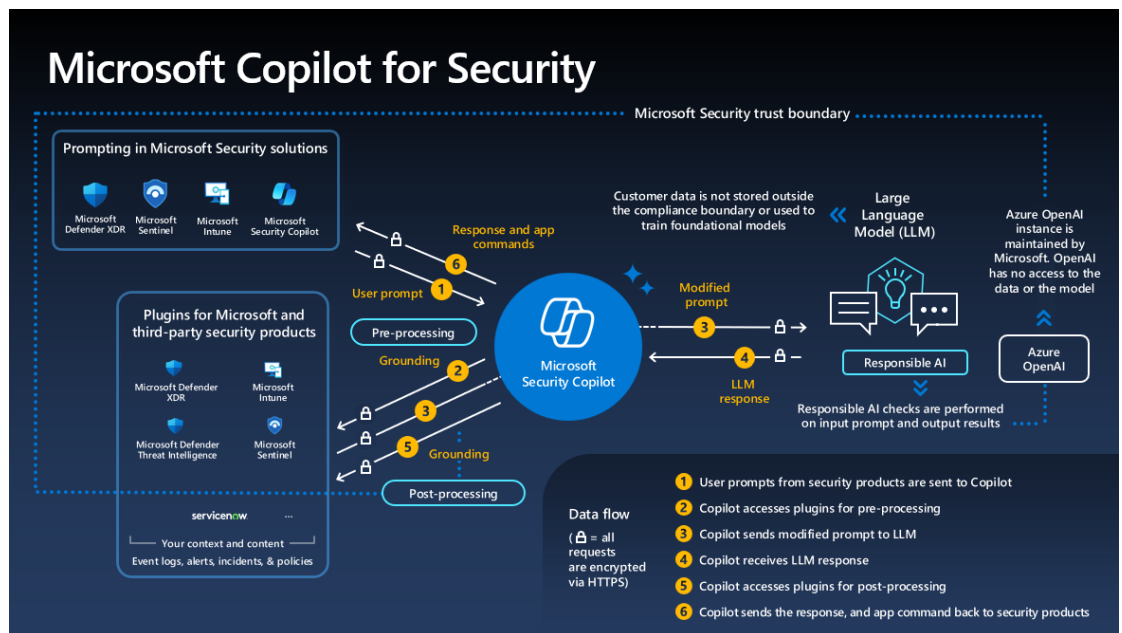 Microsoft Copilot for Security
Microsoft Security trust boundary
Prompting in Microsoft Security solutions
Microsoft
Defender XDR
Microsoft
Sentinel
Microsoft
Intune
Microsoft
Security Copilot
Response and app
commands
6
1
User prompt
Pre-processing
Plugins for Microsoft and
third-party security products
Microsoft Defender
XDR
Microsoft
Intune
Microsoft Defender
Threat Intelligence
Microsoft
Sentinel
servicenow
...
Your context and content
Event logs, alerts, incidents, & policies
Grounding
2
3
5
Grounding
Post-processing
Microsoft
Security Copilot
Modified
prompt
3
4
LLM
response
Customer data is not stored outside
the compliance boundary or used to
train foundational models
Large
Language
Model (LLM)
Responsible AI
Responsible AI checks are performed
on input prompt and output results
Azure OpenAI
instance is
maintained by
Microsoft. OpenAI
has no access to the
data or the model
Azure
OpenAI
Data flow
( = all
requests
are encrypted
via HTTPS)
1 User prompts from security products are sent to Copilot
2 Copilot accesses plugins for pre-processing
3 Copilot sends modified prompt to LLM
4 Copilot receives LLM response
5 Copilot accesses plugins for post-processing
6 Copilot sends the response, and app command back to security products